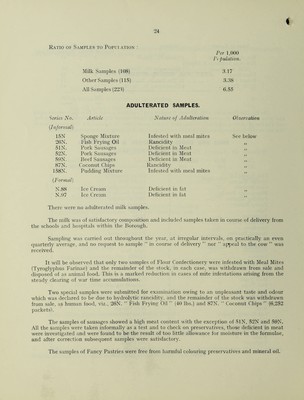 24
RATIO OF SAMPLES TO POPULATION :
Per 1,000
Population.
Milk Samples (108) 3.17
Other Samples (115) 3.38
All Samples (223) 6.55
ADULTERATED SAMPLES.
Series No. Article Nature of Adulteration Observation
(Informal)
15N Sponge Mixture Infested with meal mites See below
26N. Fish Frying Oil Rancidity ,,
51N. Pork Sausages Deficient in Meat ,,
52N. Pork Sausages Deficient in Meat ,,
59N. Beef Sausages Deficient in Meat ,,
87N. Coconut Chips Rancidity ,,
158N. Pudding Mixture Infested with meal mites ,,
(Formal)
N.88 Ice Cream Deficient in fat ,,
N.97 Ice Cream Deficient in fat ,,
There were no adulterated milk samples.
The milk was of satisfactory composition and included samples taken in course of delivery from
the schools and hospitals within the Borough.
Sampling was carried out throughout the year, at irregular intervals, on practically an even
quarterly average, and no request to sample " in course of delivery " nor " appeal to the cow " was
received.
It will be observed that only two samples of Flour Confectionery were infested with Meal Mites
(Tyroglyphus Farinae) and the remainder of the stock, in each case, was withdrawn from sale and
disposed of as animal food. This is a marked reduction in cases of mite infestations arising from the
steady clearing of war time accumulations.
Two special samples were submitted for examination owing to an unpleasant taste and odour
which was declared to be due to hydrolytic rancidity, and the remainder of the stock was withdrawn
from sale, as human food, viz., 26N. " Fish Frying Oil " (40 lbs.) and 87N. " Coconut Chips " (8,282
packets).
The samples of sausages showed a high meat content with the exception of 51N, 52N and 59N.
All the samples were taken informally as a test and to check on preservatives, those deficient in meat
were investigated and were found to be the result of too little allowance for moisture in the formulae,
and after correction subsequent samples were satisfactory.
The samples of Fancy Pastries were free from harmful colouring preservatives and mineral oil.